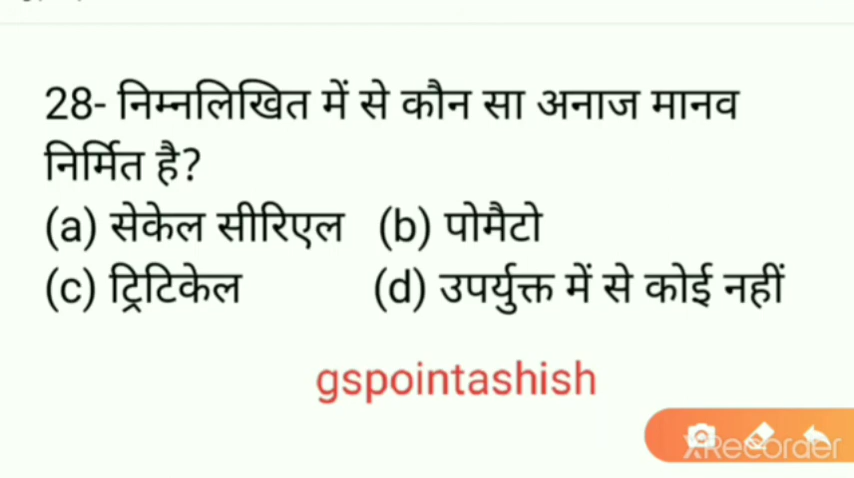 28- निम्नलिखित में से कौन सा अनाज मानव
निर्मित है?
(a) सेकेल सीरिएल (b) पोमैटो
(c) ट्रिटिकेल (d) उपर्युक्त में से कोई नहीं
gspointashish
XRecorder